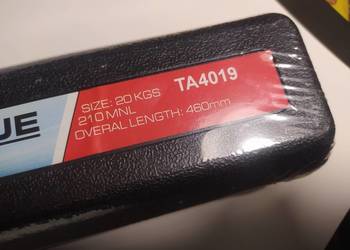 UE
SIZE: 20 KGS
210 MNL
OVERAL LENGTH: 460mm
TA4019